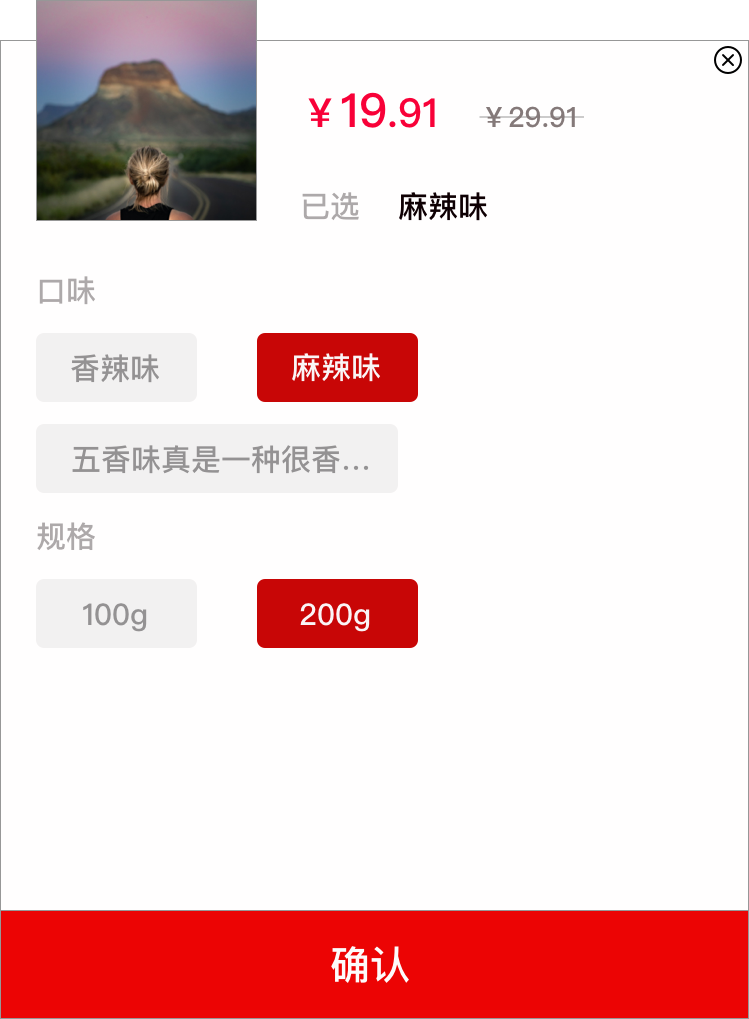 ¥ 19.91 ¥ 29.91
已选 麻辣味
口味
香辣味 麻辣味
五香味真是一种很香...
规格
100g 200g
确认